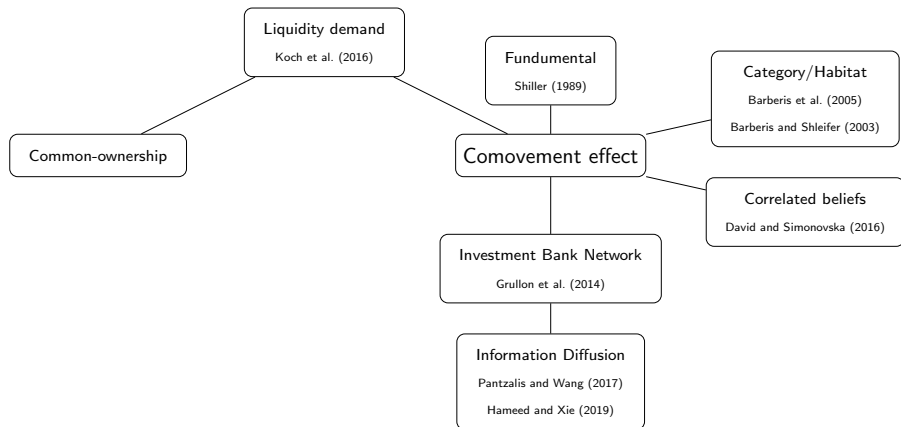 Liquidity demand
Koch et al. (2016)
Fundumental
Shiller (1989)
Category/Habitat
Barberis et al. (2005)
Barberis and Shleifer (2003)
Common-ownership
Comovement effect
Correlated beliefs
David and Simonovska (2016)
Investment Bank Network
Grullon et al. (2014)
Information Diffusion
Pantzalis and Wang (2017)
Hameed and Xie (2019)